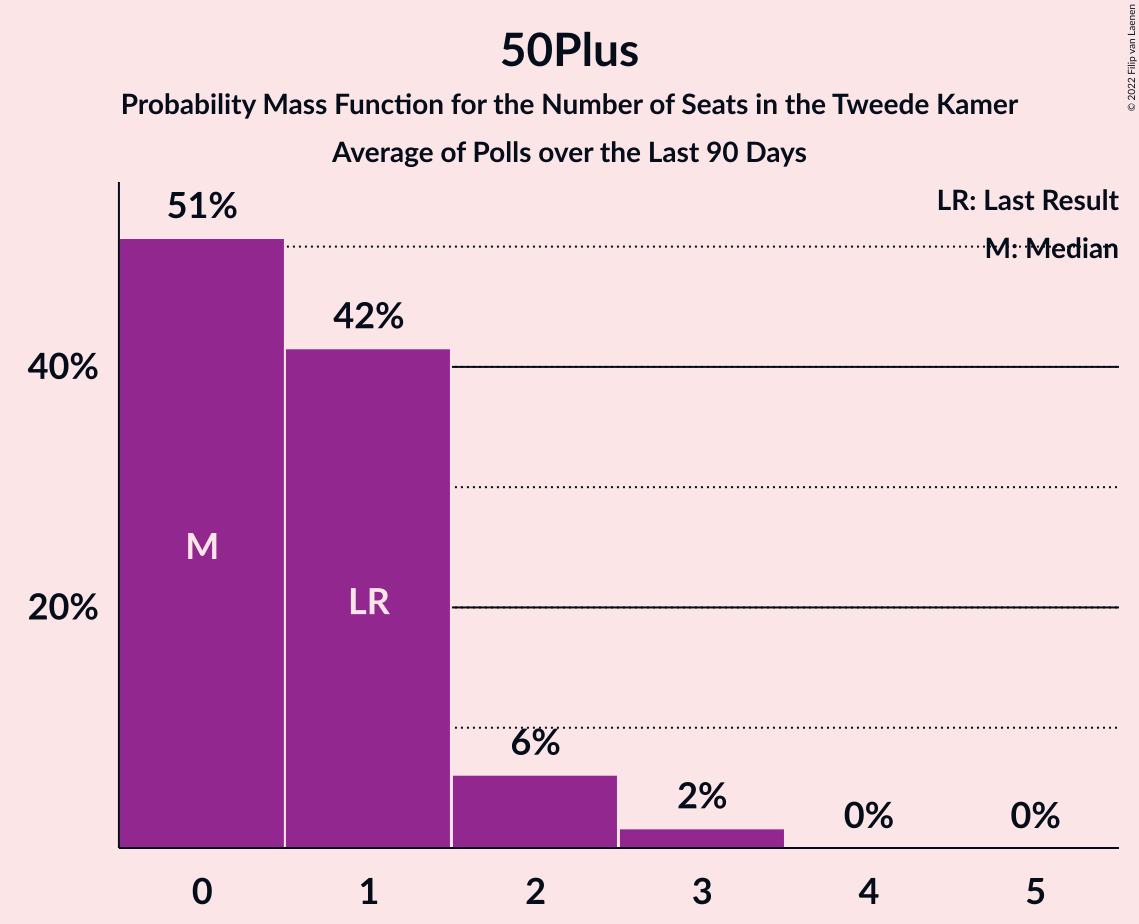 © 2022 Filip van Laenen
50Plus
Probability Mass Function for the Number of Seats in the Tweede Kamer
Average of Polls over the Last 90 Days
LR: Last Result
M: Median
51%
42%
40%
M
LR
20%
6%
2%
0%
0%
0
1
2
3
4
5